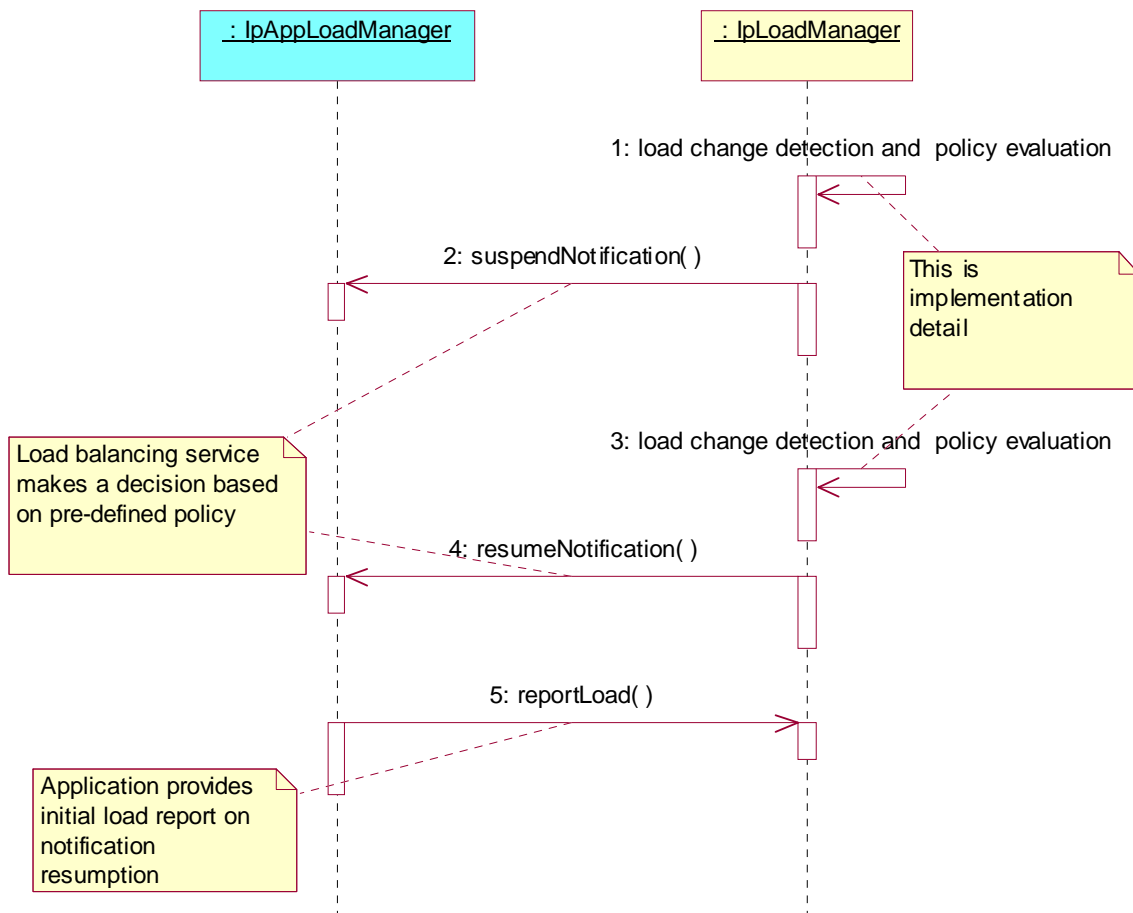 : IpAppLoadManager
: IpLoadManager
1: load change detection and policy evaluation
2: suspendNotification( )
This is
implementation
detail
3: load change detection and policy evaluation
Load balancing service
makes a decision based
on pre-defined policy
4: resumeNotification( )
5: reportLoad( )
Application provides
initial load report on
notification
resumption